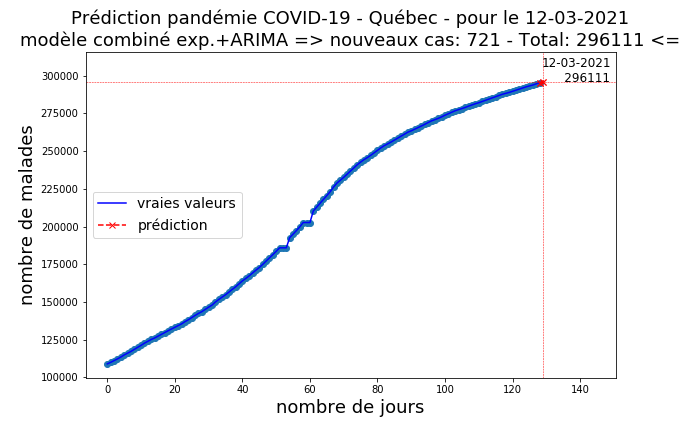 Prédiction pandémie COVID-19 - Québec - pour le 12-03-2021
modèle combiné exp.+ARIMA => nouveaux cas: 721 - Total: 296111 <=
12-03-2021
296111
nombre de malades
300000
275000
250000
225000
200000
175000
150000
125000
100000
vraies valeurs
prédiction
0 20 40 60 80 100 120 140
nombre de jours